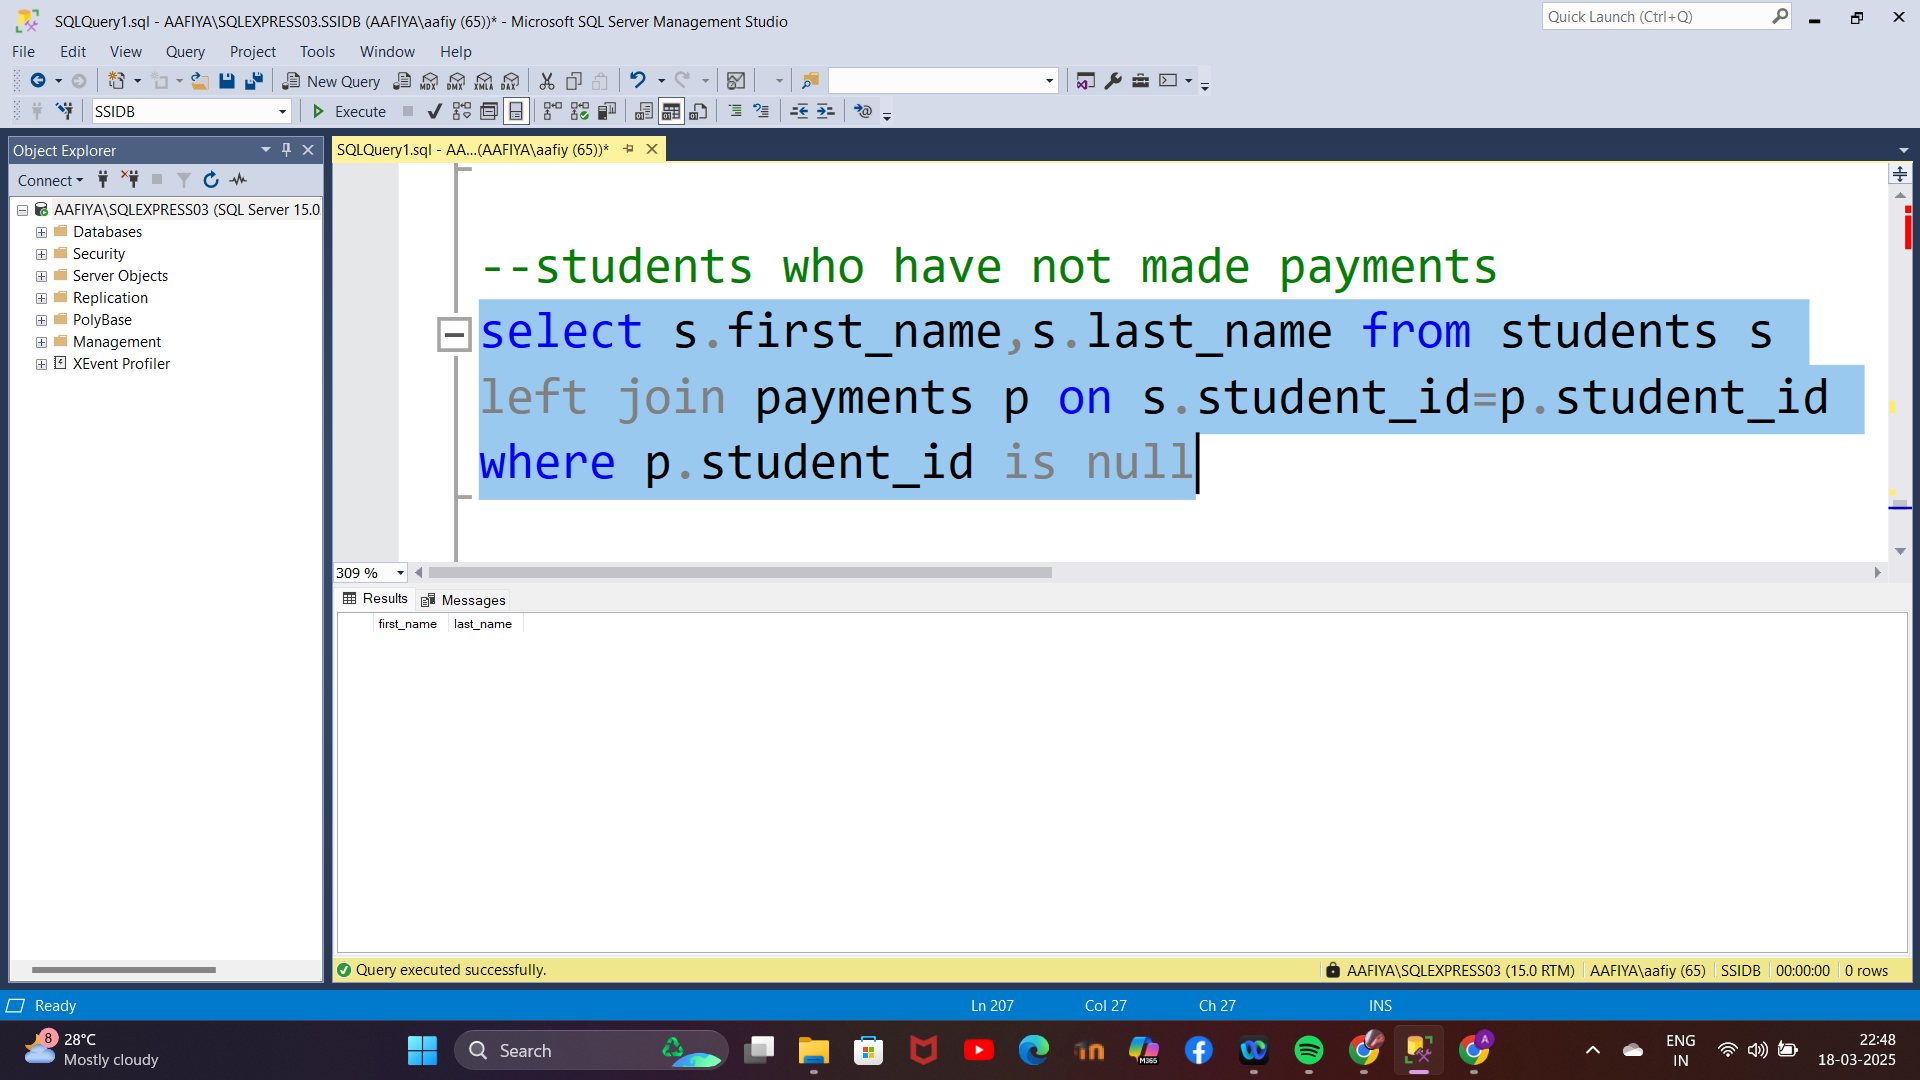 SQLQuery1.sql - AAFIYA\SQLEXPRESS03.SSIDB (AAFIYA\aafiy (65))* - Microsoft SQL Server Management Studio
Quick Launch (Ctrl+Q)
File Edit View Query Project Tools Window Help
New Query
MDX DMX XMLA DAX
SSIDB
Execute
Object Explorer
SQLQuery1.sql - AA...(AAFIYA\aafiy (65))*
Connect
AAFIYA\SQLEXPRESS03 (SQL Server 15.0
Databases
Security
Server Objects
Replication
PolyBase
Management
XEvent Profiler
--students who have not made payments
select s.first_name,s.last_name from students s
left join payments p on s.student_id=p.student_id
where p.student_id is null
309 %
Results Messages
first_name last_name
Query executed successfully.
AAFIYA\SQLEXPRESS03 (15.0 RTM) AAFIYA\aafiy (65) SSIDB 00:00:00 0 rows
Ready Ln 207 Col 27 Ch 27 INS
8
28°C
Mostly cloudy
Search
M365
A
ENG
IN
22:48
18-03-2025